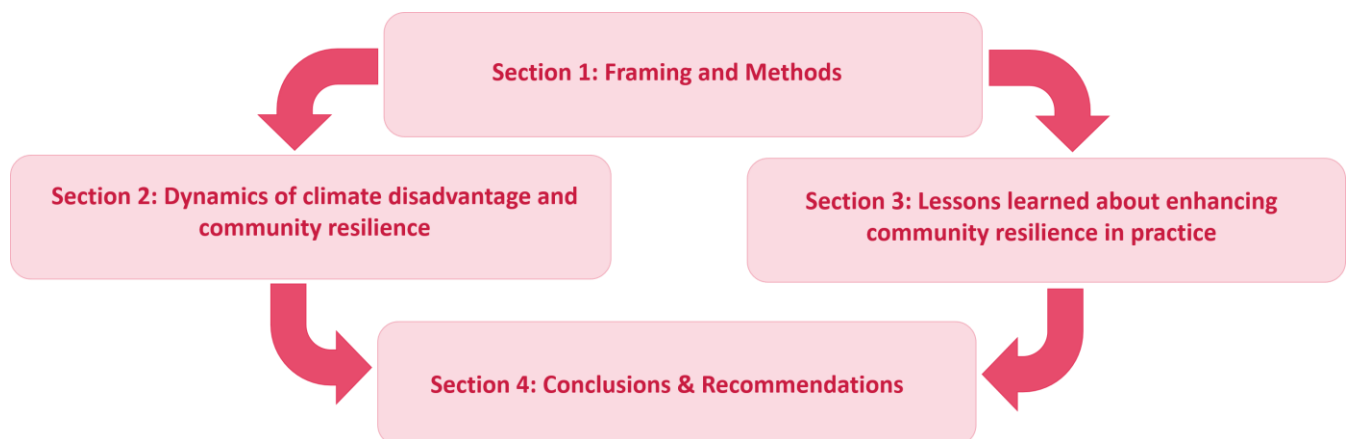 Section 1: Framing and Methods
Section 2: Dynamics of climate disadvantage and
community resilience
Section 3: Lessons learned about enhancing
community resilience in practice
Section 4: Conclusions & Recommendations